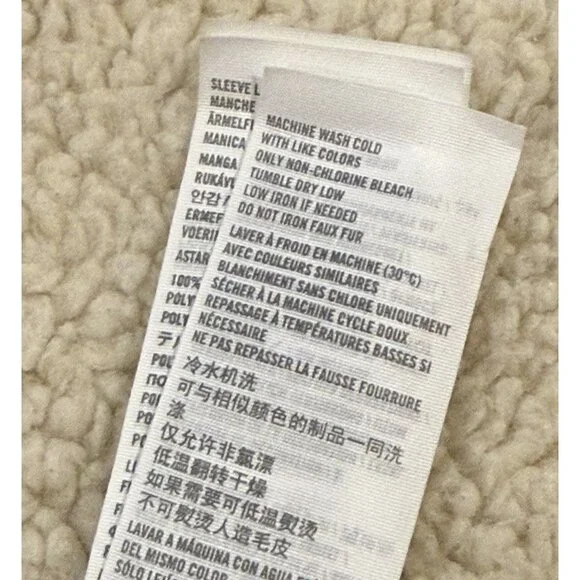 SLEEVE
MANCHE
ÄRMELF
MANICA
MANGA
RUKÁV
안감
ERMEF
VOERI
ASTAR
100%
POLY
POLY
MACHINE WASH COLD
WITH LIKE COLORS
ONLY NON-CHLORINE BLEACH
TUMBLE DRY LOW
LOW IRON IF NEEDED
DO NOT IRON FAUX FUR
LAVER À FROID EN MACHINE (30°C)
AVEC COULEURS SIMILAIRES
BLANCHIMENT SANS CHLORE UNIQUEMENT
SÉCHER À LA MACHINE CYCLE DOUX
REPASSAGE À TEMPÉRATURES BASSES SI
NÉCESSAIRE
NE PAS REPASSER LA FAUSSE FOURRURE
冷水机洗
可与相似颜色的制品一同洗
涤
仅允许非氯漂
低温翻转干燥
如果需要可低温熨烫
不可熨烫人造毛皮
LAVAR A MÁQUINA CON AGUA
DEL MISMO COLOR
SÓLO